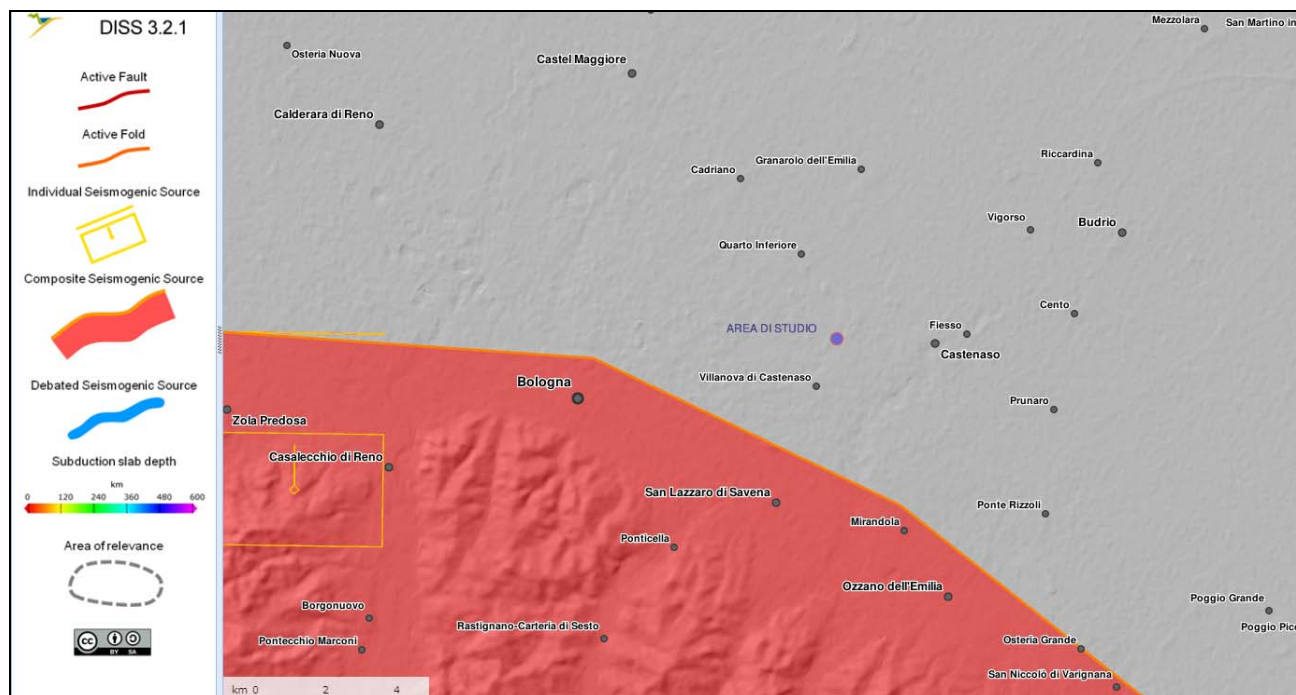 DISS 3.2.1
Active Fault
Active Fold
Individual Seismogenic Source
Composite Seismogenic Source
Debated Seismogenic Source
Subduction slab depth
km
0 120 240 360 480 600
Area of relevance
CC BY SA
Mezzolara
San Martino in
Osteria Nuova
Castel Maggiore
Calderara di Reno
Riccardina
Cadriano
Granarolo dell'Emilia
Vigorso
Budrio
Quarto Inferiore
Cento
AREA DI STUDIO
Fiesso
Castenaso
Villanova di Castenaso
Bologna
Prunaro
Zola Predosa
Casalecchio di Reno
San Lazzaro di Savena
Mirandola
Ponte Rizzoli
Ponticella
Ozzano dell'Emilia
Poggio Grande
Borgonuovo
Rastignano-Carteria di Sesto
Poggio Picc
Pontecchio Marconi
Osteria Grande
San Niccolò di Varignana
km 0 2 4